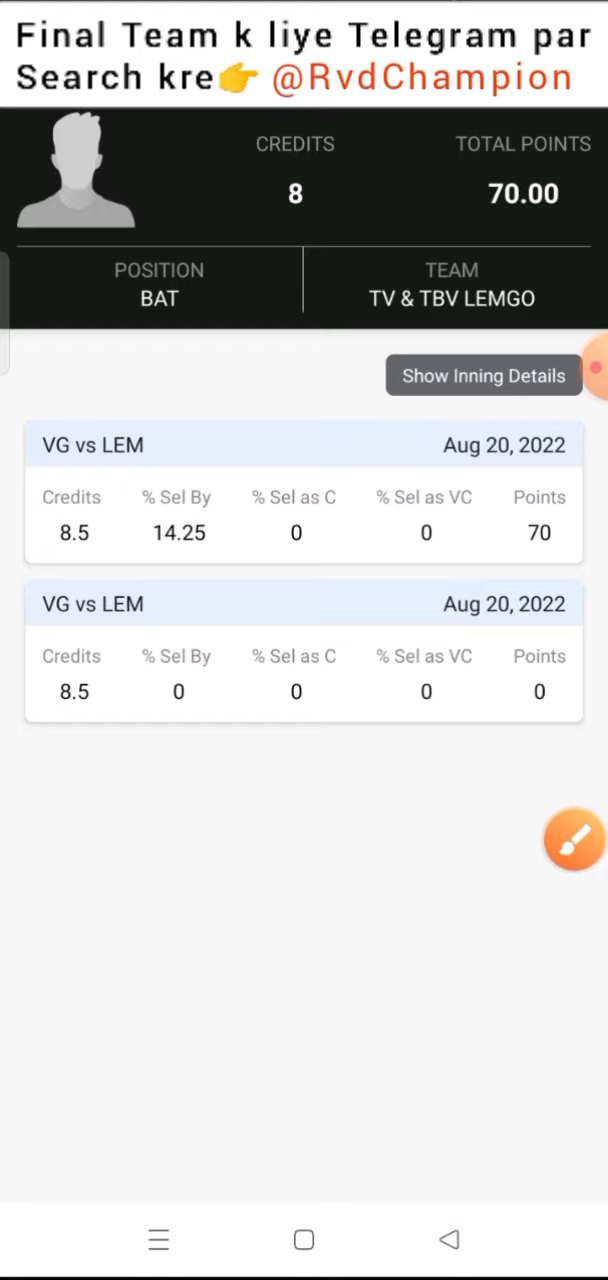 Final Team k liye Telegram par
Search kre👉 @RvdChampion
CREDITS TOTAL POINTS
8 70.00
POSITION TEAM
BAT TV & TBV LEMGO
Show Inning Details
VG vs LEM Aug 20, 2022
Credits % Sel By % Sel as C % Sel as VC Points
8.5 14.25 0 0 70
VG vs LEM Aug 20, 2022
Credits % Sel By % Sel as C % Sel as VC Points
8.5 0 0 0 0